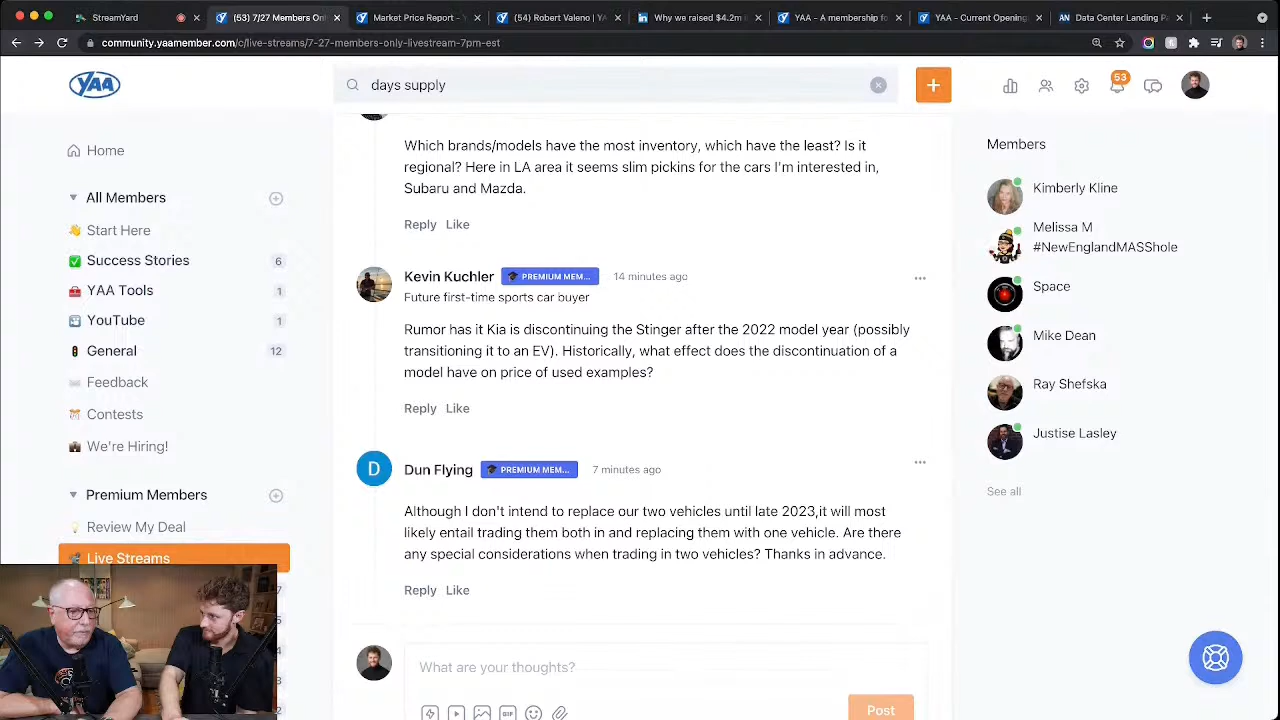 StreamYard
(53) 7/27 Members Onl
Market Price Report -
(54) Robert Valeno | YA
Why we raised $4.2m i
YAA - A membership fo
YAA - Current Opening
Data Center Landing Pa
community.yaamember.com/c/live-streams/7-27-members-only-livestream-7pm-est
YAA
days supply
53
Home
All Members
Start Here
Success Stories 6
YAA Tools 1
YouTube 1
General 12
Feedback
Contests
We're Hiring!
Premium Members
Review My Deal
Live Streams
7
5
4
3
2
Which brands/models have the most inventory, which have the least? Is it
regional? Here in LA area it seems slim pickins for the cars I'm interested in,
Subaru and Mazda.
Reply Like
Kevin Kuchler PREMIUM MEM... 14 minutes ago
Future first-time sports car buyer
Rumor has it Kia is discontinuing the Stinger after the 2022 model year (possibly
transitioning it to an EV). Historically, what effect does the discontinuation of a
model have on price of used examples?
Reply Like
D
Dun Flying PREMIUM MEM... 7 minutes ago
Although I don't intend to replace our two vehicles until late 2023,it will most
likely entail trading them both in and replacing them with one vehicle. Are there
any special considerations when trading in two vehicles? Thanks in advance.
Reply Like
What are your thoughts?
GIF
Post
Members
Kimberly Kline
Melissa M
#NewEnglandMASShole
Space
Mike Dean
Ray Shefska
Justise Lasley
See all